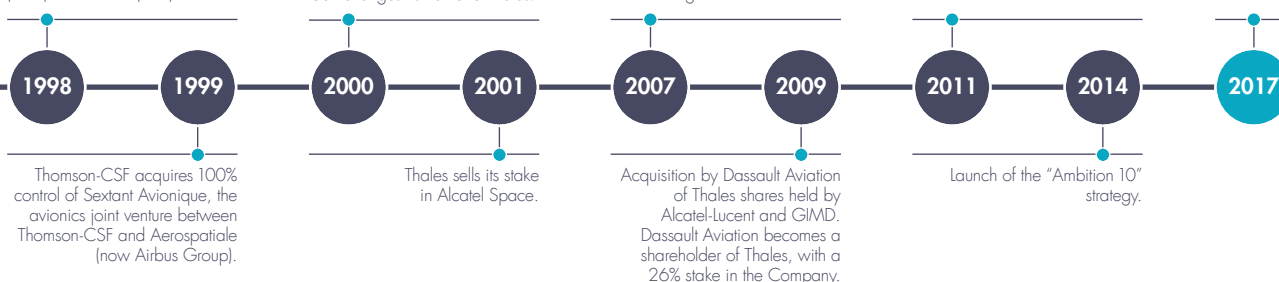 1998
1999
2000
2001
2007
2009
2011
2014
2017
Thomson-CSF acquires 100%
control of Sextant Avionique, the
avionics joint venture between
Thomson-CSF and Aerospatiale
(now Airbus Group).
Thales sells its stake
in Alcatel Space.
Acquisition by Dassault Aviation
of Thales shares held by
Alcatel-Lucent and GIMD.
Dassault Aviation becomes a
shareholder of Thales, with a
26% stake in the Company.
Launch of the “Ambition 10”
strategy.